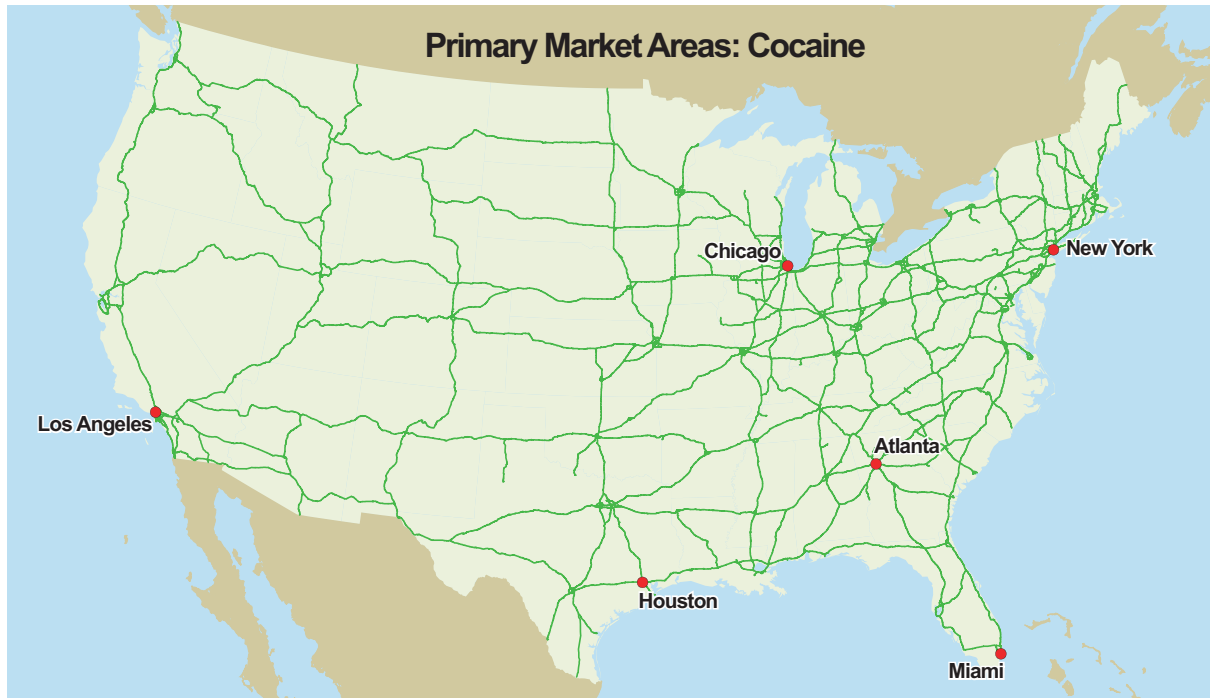 Primary Market Areas: Cocaine
Chicago
New York
Los Angeles
Atlanta
Houston
Miami